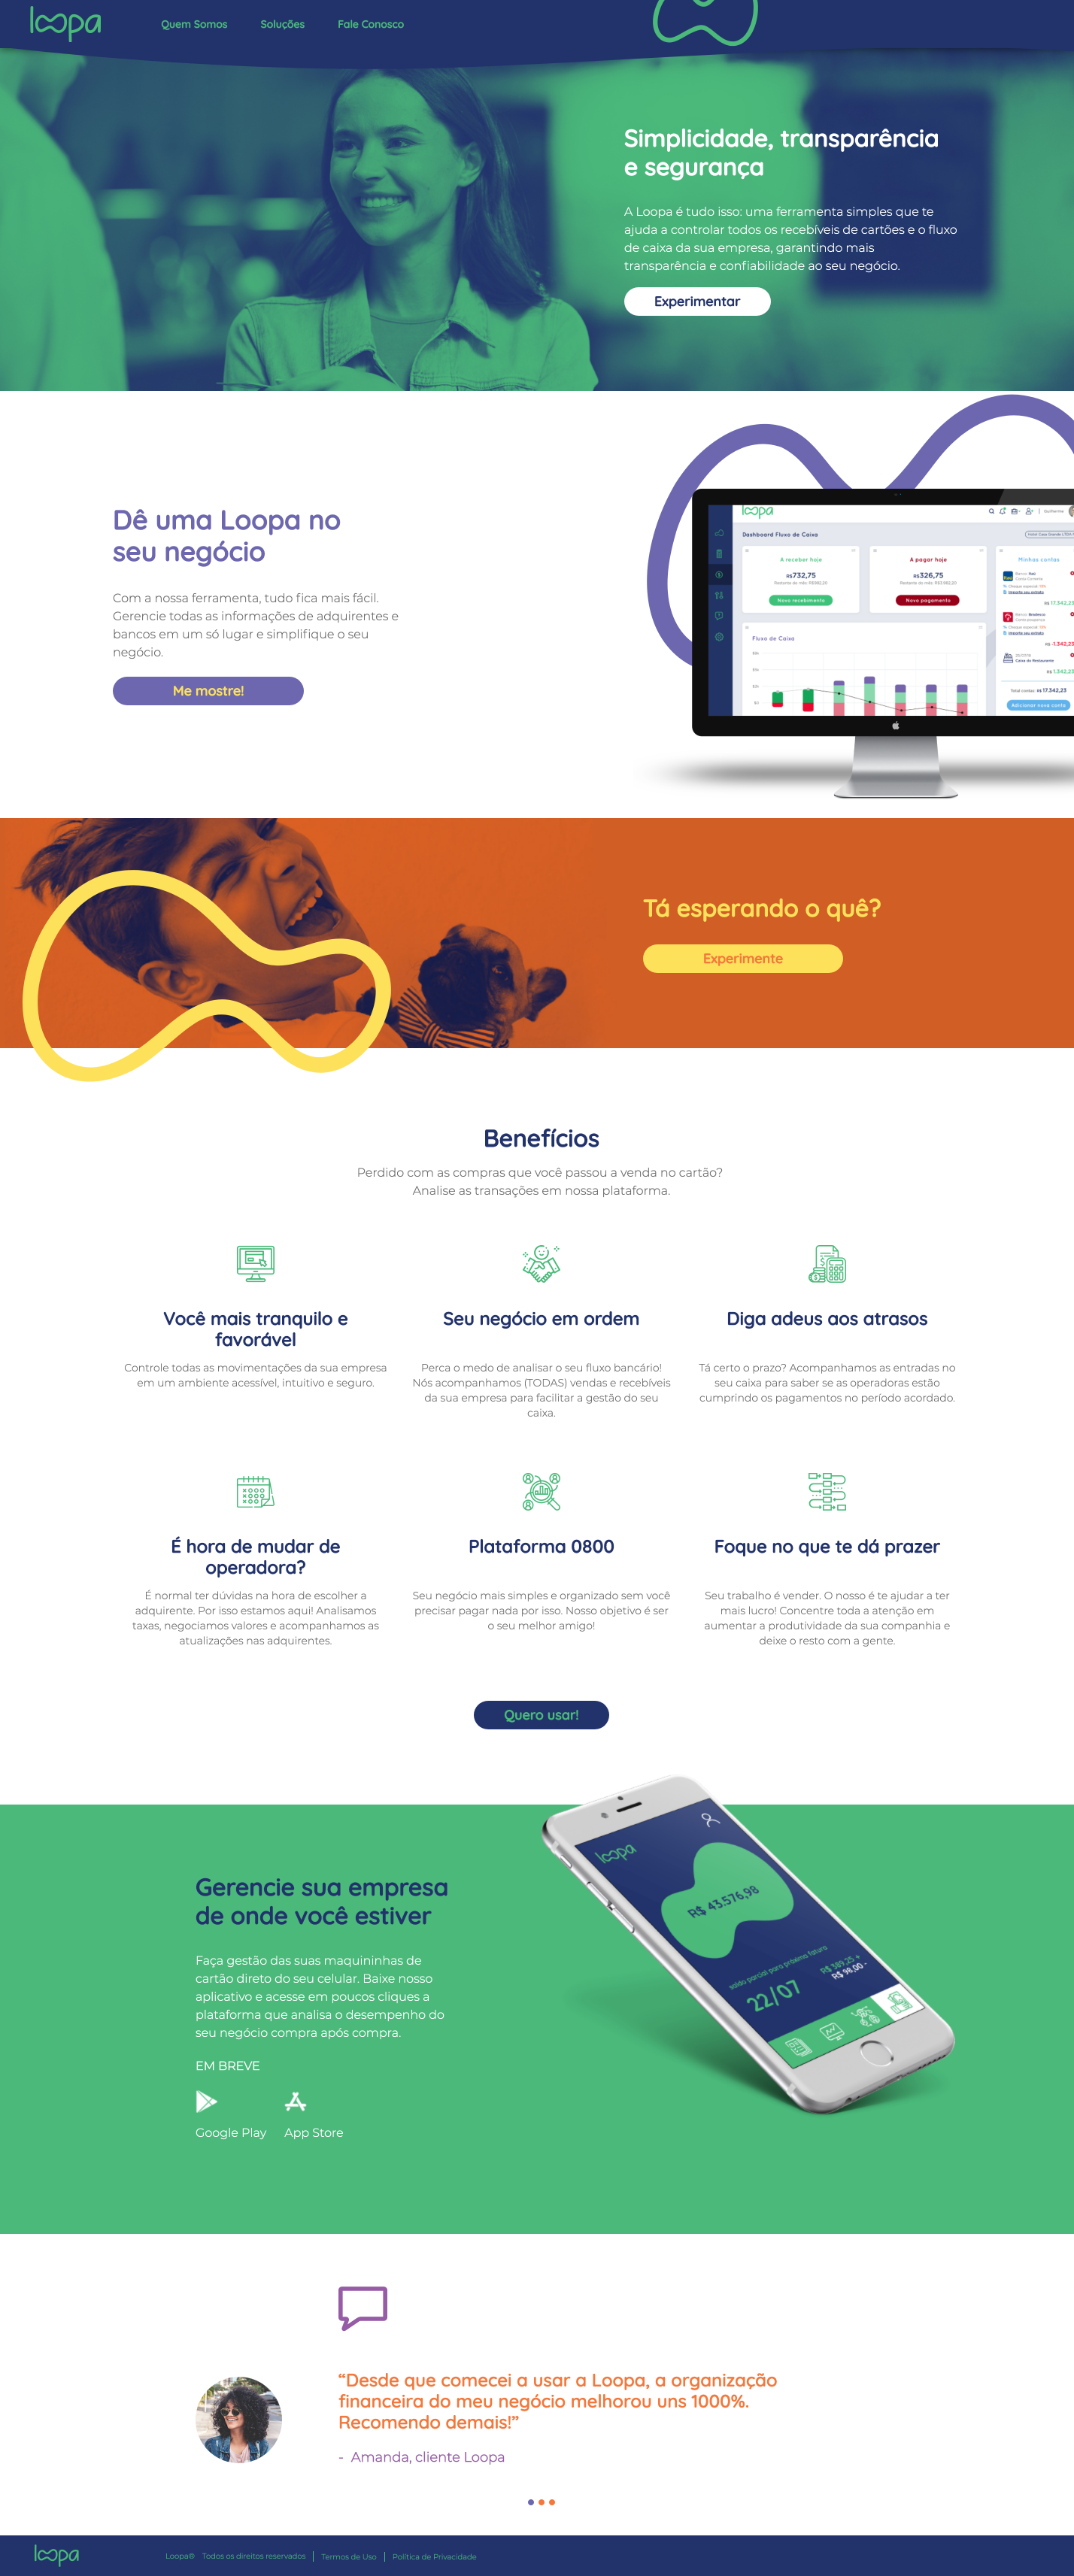 loopa
Quem Somos
Soluções
Fale Conosco
Simplicidade, transparência
e segurança
A Loopa é tudo isso: uma ferramenta simples que te
ajuda a controlar todos os recebíveis de cartões e o fluxo
de caixa da sua empresa, garantindo mais
transparência e confiabilidade ao seu negócio.
Experimentar
Dê uma Loopa no
seu negócio
Com a nossa ferramenta, tudo fica mais fácil.
Gerencie todas as informações de adquirentes e
bancos em um só lugar e simplifique o seu
negócio.
Me mostre!
loopa
Guilherme
Dashboard Fluxo de Caixa
A receber hoje
R$732,75
Novo recebimento
A pagar hoje
R$326,75
Novo pagamento
Minhas contas
R$ 17.342,23
R$ -1.342,23
R$ 1.342,23
Total contas: R$ 17.342,23
Adicionar nova conta
Fluxo de Caixa
Tá esperando o quê?
Experimente
Benefícios
Perdido com as compras que você passou a venda no cartão?
Analise as transações em nossa plataforma.
Você mais tranquilo e
favorável
Controle todas as movimentações da sua empresa
em um ambiente acessível, intuitivo e seguro.
Seu negócio em ordem
Perca o medo de analisar o seu fluxo bancário!
Nós acompanhamos (TODAS) vendas e recebíveis
da sua empresa para facilitar a gestão do seu
caixa.
Diga adeus aos atrasos
Tá certo o prazo? Acompanhamos as entradas no
seu caixa para saber se as operadoras estão
cumprindo os pagamentos no período acordado.
É hora de mudar de
operadora?
É normal ter dúvidas na hora de escolher a
adquirente. Por isso estamos aqui! Analisamos
taxas, negociamos valores e acompanhamos as
atualizações nas adquirentes.
Plataforma 0800
Seu negócio mais simples e organizado sem você
precisar pagar nada por isso. Nosso objetivo é ser
o seu melhor amigo!
Foque no que te dá prazer
Seu trabalho é vender. O nosso é te ajudar a ter
mais lucro! Concentre toda a atenção em
aumentar a produtividade da sua companhia e
deixe o resto com a gente.
Quero usar!
Gerencie sua empresa
de onde você estiver
Faça gestão das suas maquininhas de
cartão direto do seu celular. Baixe nosso
aplicativo e acesse em poucos cliques a
plataforma que analisa o desempenho do
seu negócio compra após compra.
EM BREVE
Google Play
App Store
loopa
R$ 43.576,98
saldo parcial para próxima fatura
22/07
R$ 389,25 +
R$ 98,00 -
“Desde que comecei a usar a Loopa, a organização
financeira do meu negócio melhorou uns 1000%.
Recomendo demais!”
- Amanda, cliente Loopa
loopa
Loopa® Todos os direitos reservados
Termos de Uso
Política de Privacidade